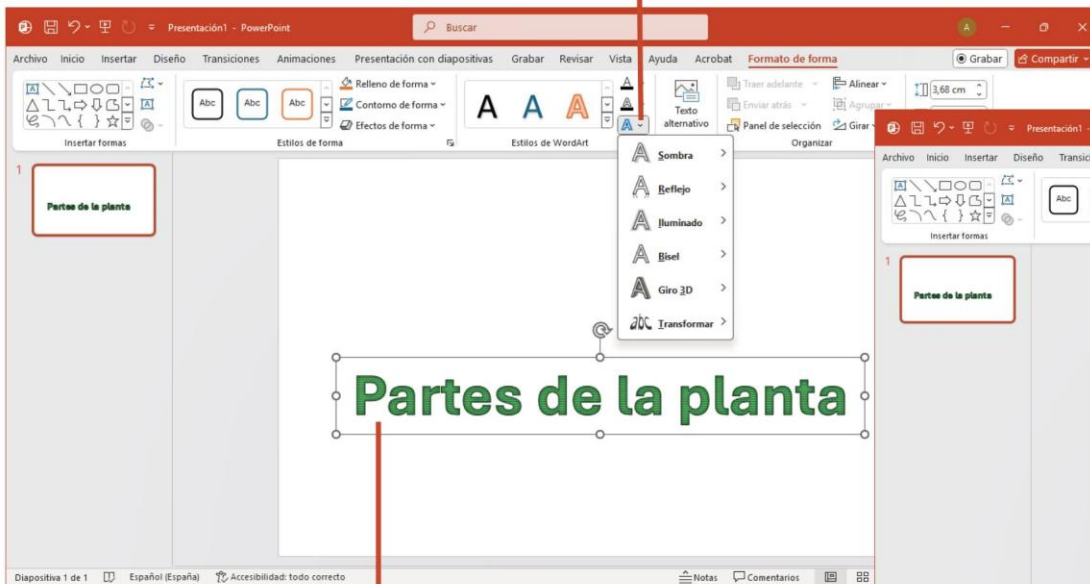 Presentación1 - PowerPoint
Buscar
A
Archivo Inicio Insertar Diseño Transiciones Animaciones Presentación con diapositivas Grabar Revisar Vista Ayuda Acrobat Formato de forma
Grabar
Compartir
Abc Abc Abc
Relleno de forma
Contorno de forma
Efectos de forma
A A A
A
A
A
Texto alternativo
Traer adelante
Enviar atrás
Panel de selección
Alinear
Agrupar
Girar
3,68 cm
Insertar formas
Estilos de forma
Estilos de WordArt
Organizar
Sombra
Reflejo
Iluminado
Bisel
Giro 3D
abc Transformar
1
Partes de la planta
Partes de la planta
Diapositiva 1 de 1 Español (España) Accesibilidad: todo correcto
Notas Comentarios
Presentación1 -
Archivo Inicio Insertar Diseño
Abc
Insertar formas
1
Partes de la planta